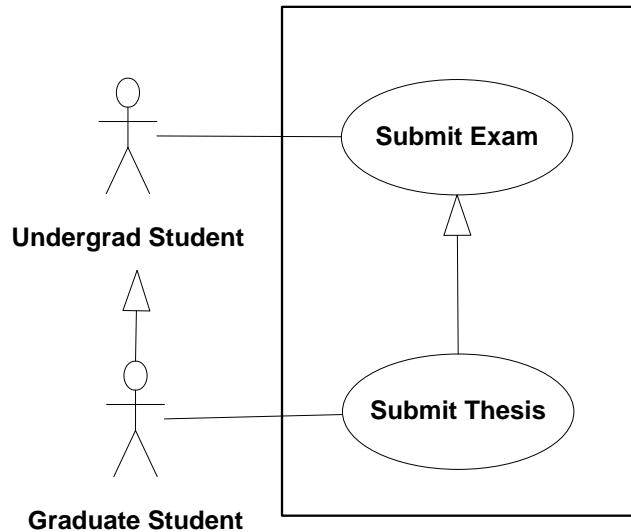 Submit Exam
Undergrad Student
Submit Thesis
Graduate Student